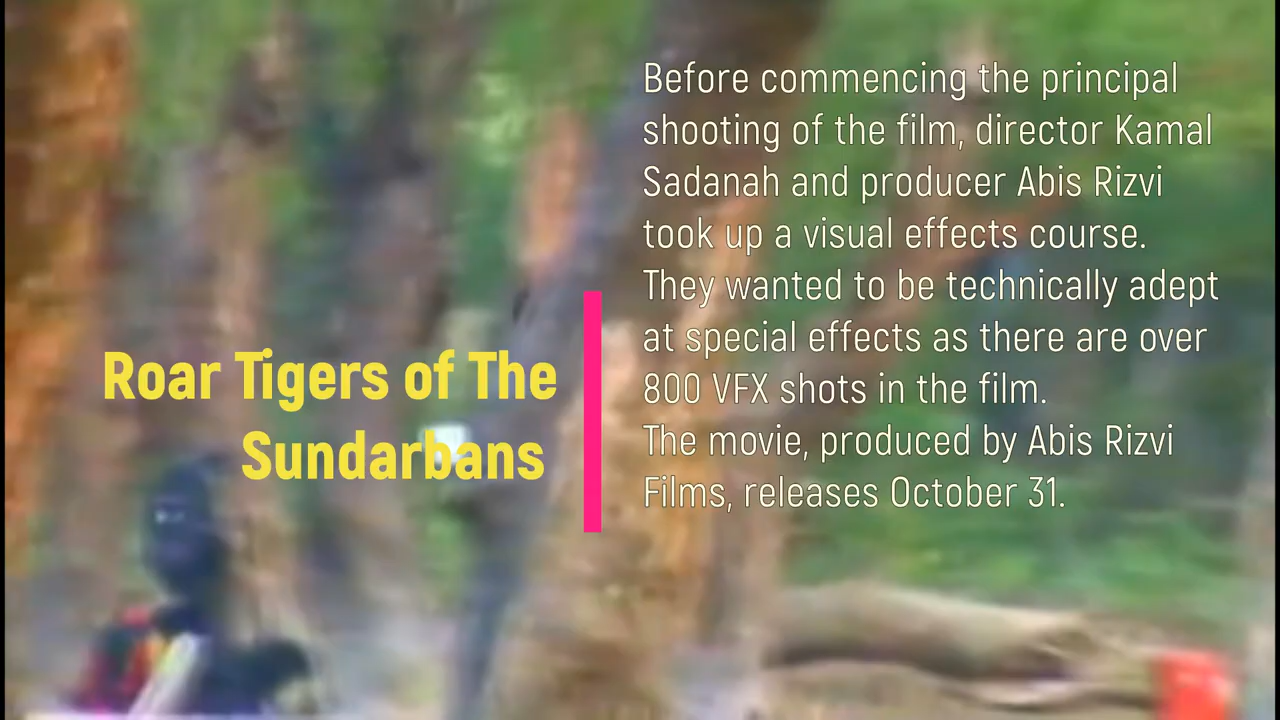 Roar Tigers of The
Sundarbans
Before commencing the principal
shooting of the film, director Kamal
Sadanah and producer Abis Rizvi
took up a visual effects course.
They wanted to be technically adept
at special effects as there are over
800 VFX shots in the film.
The movie, produced by Abis Rizvi
Films, releases October 31.